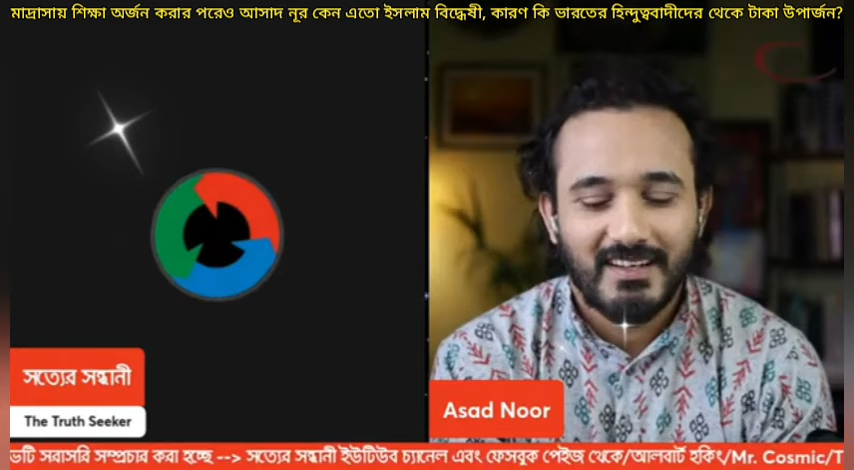 মাদ্রাসায় শিক্ষা অর্জন করার পরেও আসাদ নূর কেন এতো ইসলাম বিদ্ধেষী, কারণ কি ভারতের হিন্দুত্ববাদীদের থেকে টাকা উপার্জন?
সত্যের সন্ধানী
The Truth Seeker
Asad Noor
ভটি সরাসরি সম্প্রচার করা হচ্ছে --> সত্যের সন্ধানী ইউটিউব চ্যানেল এবং ফেসবুক পেইজ থেকে/আলবার্ট হকিং/Mr. Cosmic/T